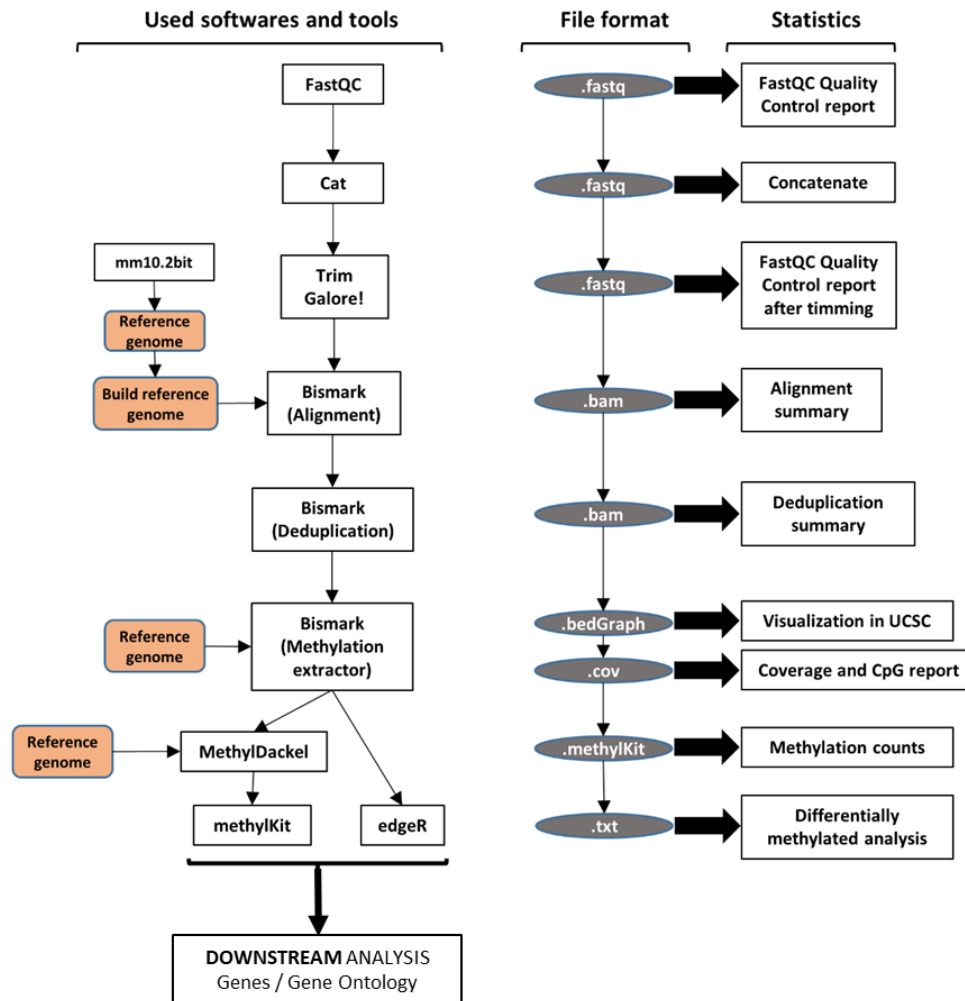 Used softwares and tools
File format
Statistics
FastQC
.fastq
FastQC Quality
Control report
Cat
.fastq
Concatenate
mm10.2bit
Trim
Galore!
.fastq
FastQC Quality
Control report
after timming
Reference
genome
Build reference
genome
Bismark
(Alignment)
.bam
Alignment
summary
Bismark
(Deduplication)
.bam
Deduplication
summary
Reference
genome
Bismark
(Methylation
extractor)
.bedGraph
Visualization in UCSC
.cov
Coverage and CpG report
Reference
genome
MethylDackel
.methylKit
Methylation counts
methylKit
edgeR
.txt
Differentially
methylated analysis
DOWNSTREAM ANALYSIS
Genes / Gene Ontology